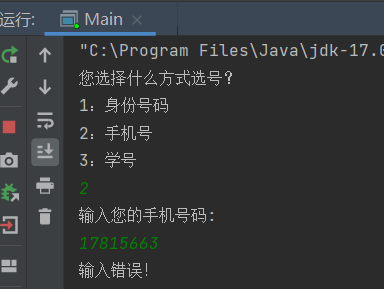 运行: Main ×
"C:\Program Files\Java\jdk-17.0
您选择什么方式选号？
1：身份号码
2：手机号
3：学号
2
输入您的手机号码:
17815663
输入错误!